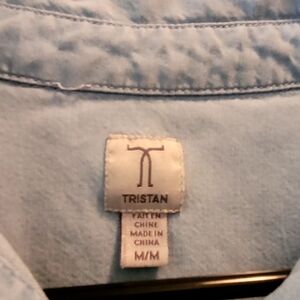 TRISTAN
FAIT EN
CHINE
MADE IN
CHINA
M/M